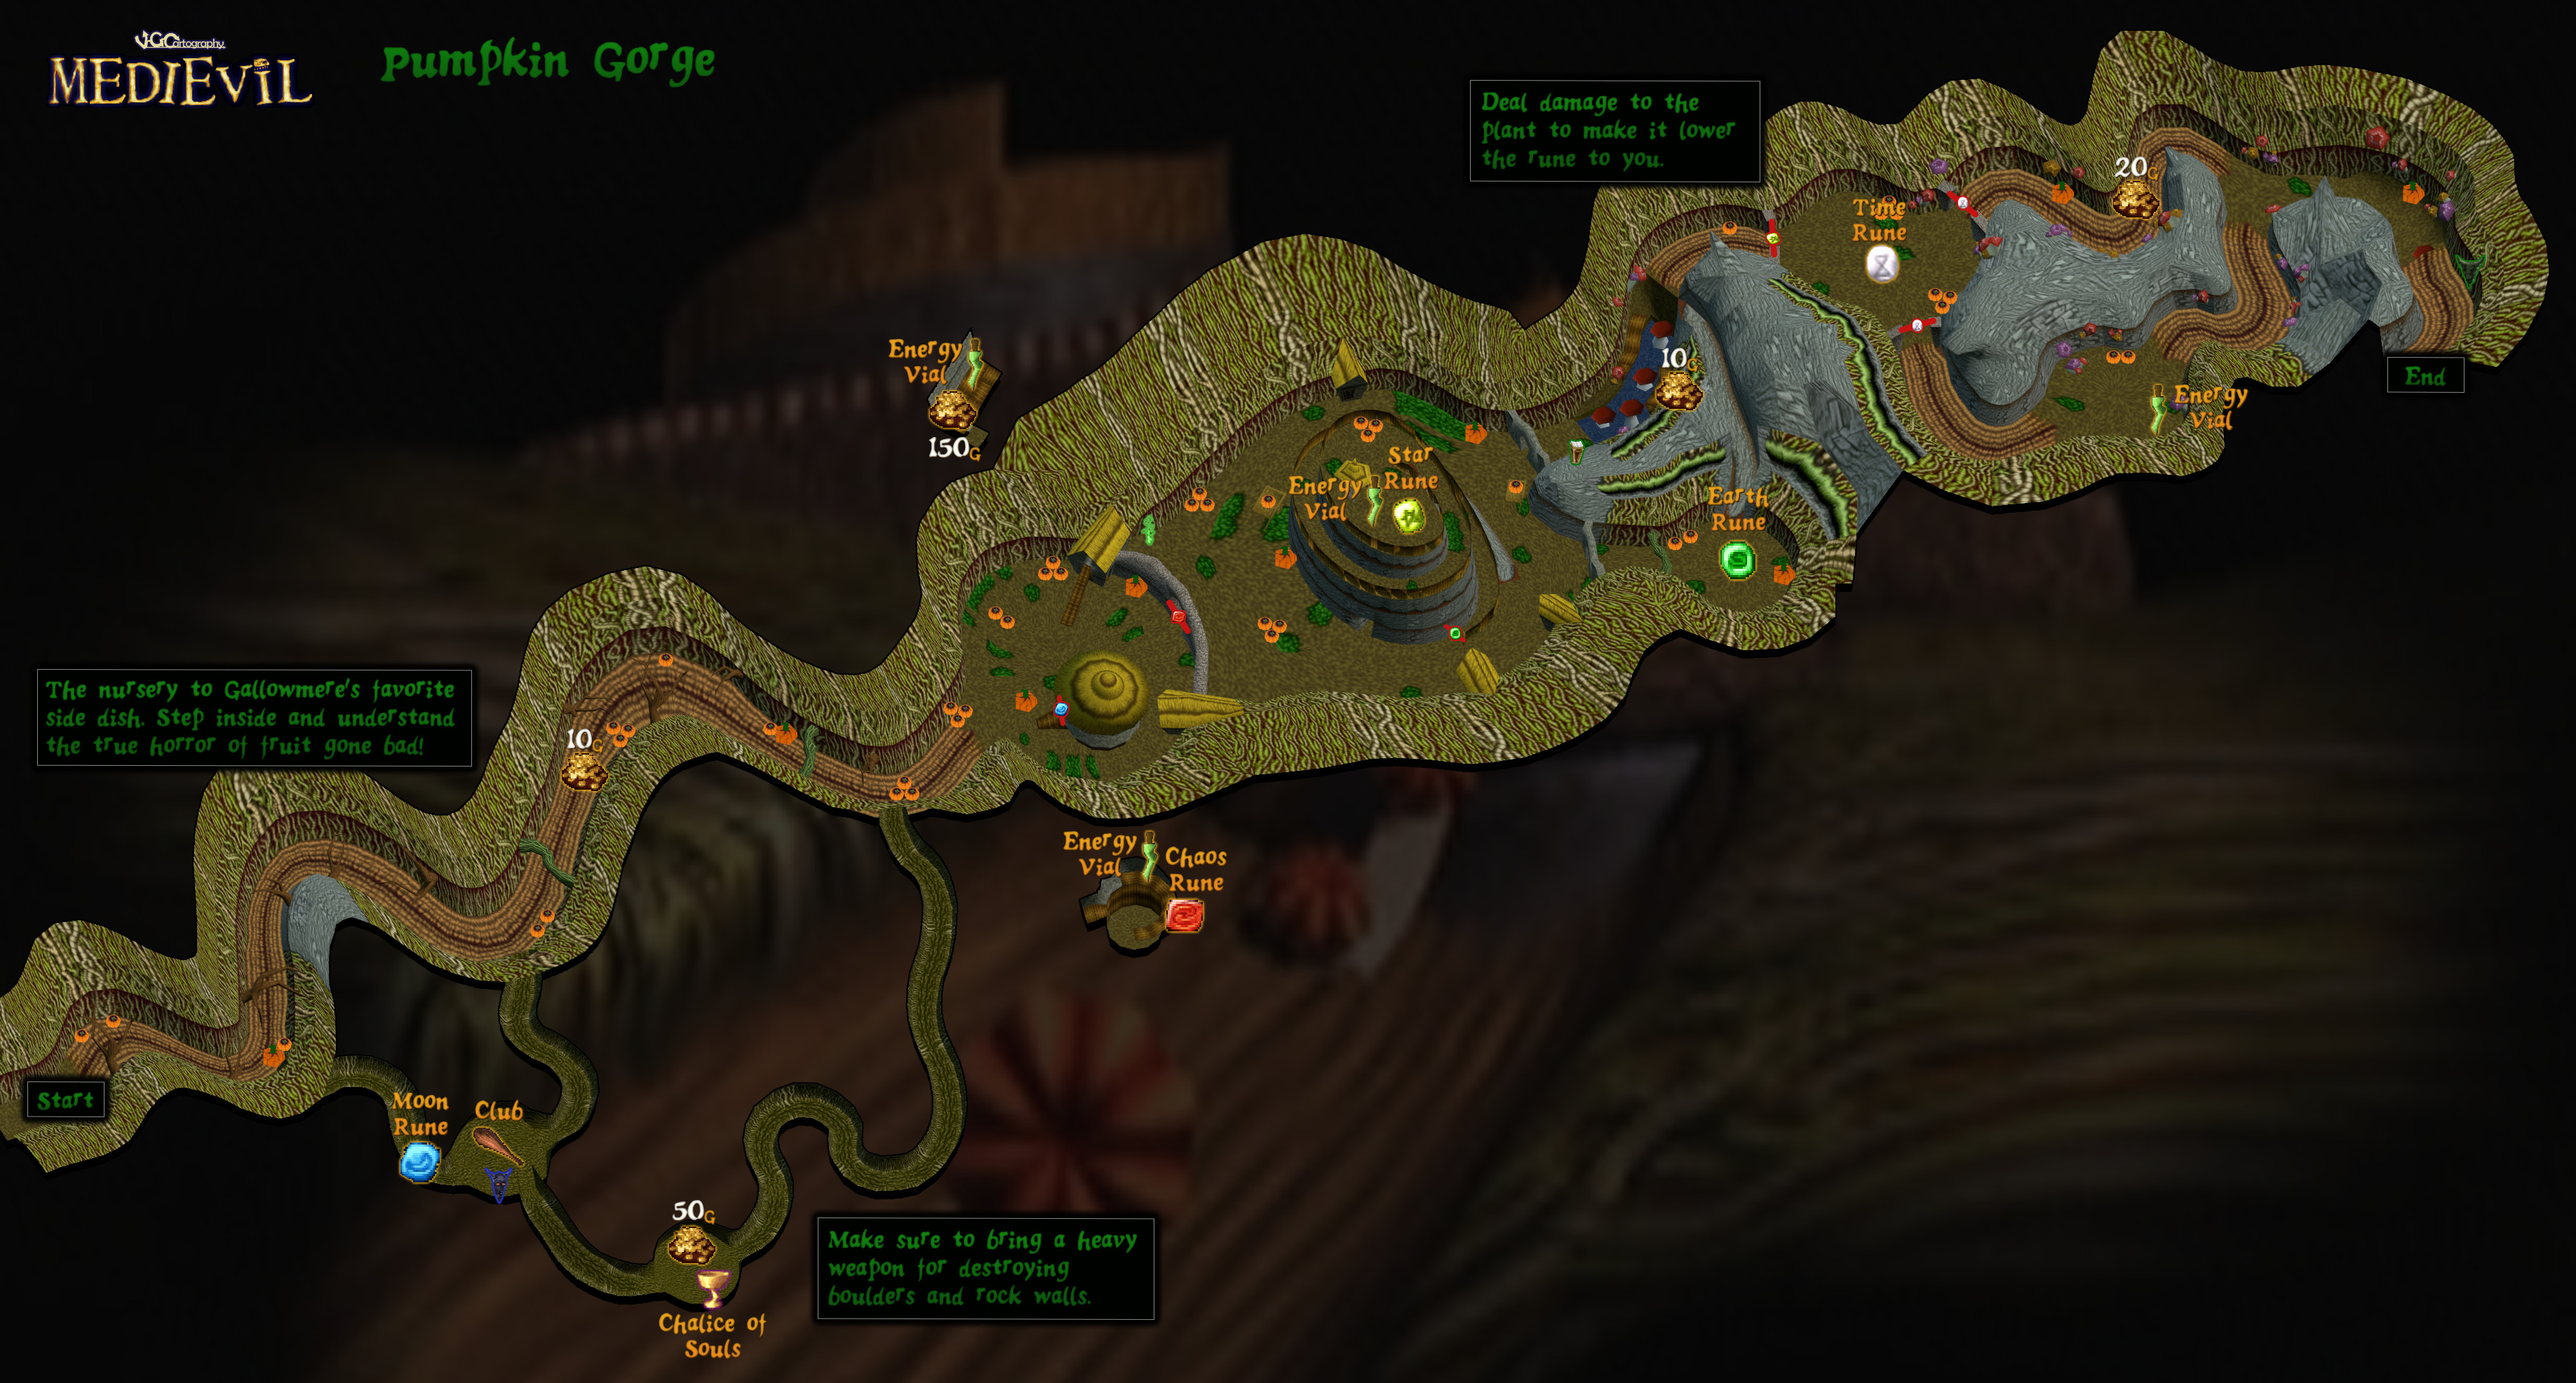 VGCartography
MEDIEVIL
Pumpkin Gorge
Deal damage to the
plant to make it lower
the rune to you.
20G
Time
Rune
Energy
Vial
150G
10G
Star
Rune
Energy
Vial
Earth
Rune
End
Energy
Vial
The nursery to Gallowmere's favorite
side dish. Step inside and understand
the true horror of fruit gone bad!
10G
Energy
Vial
Chaos
Rune
Start
Moon
Rune
Club
50G
Chalice of
Souls
Make sure to bring a heavy
weapon for destroying
boulders and rock walls.